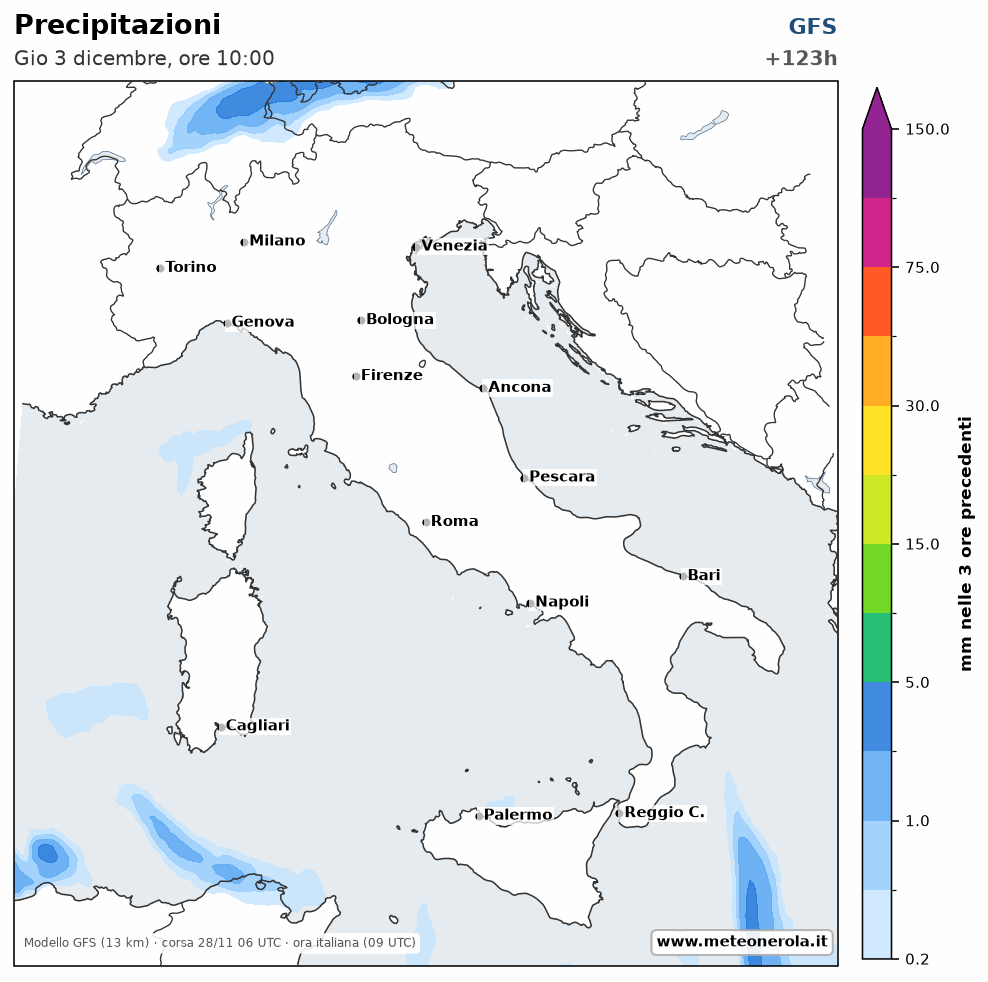 Precipitazioni
GFS
Gio 3 dicembre, ore 10:00
+123h
150.0
75.0
30.0
15.0
5.0
1.0
0.2
mm nelle 3 ore precedenti
Milano
Venezia
Torino
Genova
Bologna
Firenze
Ancona
Pescara
Roma
Bari
Napoli
Cagliari
Palermo
Reggio C.
Modello GFS (13 km) · corsa 28/11 06 UTC · ora italiana (09 UTC)
www.meteonerola.it